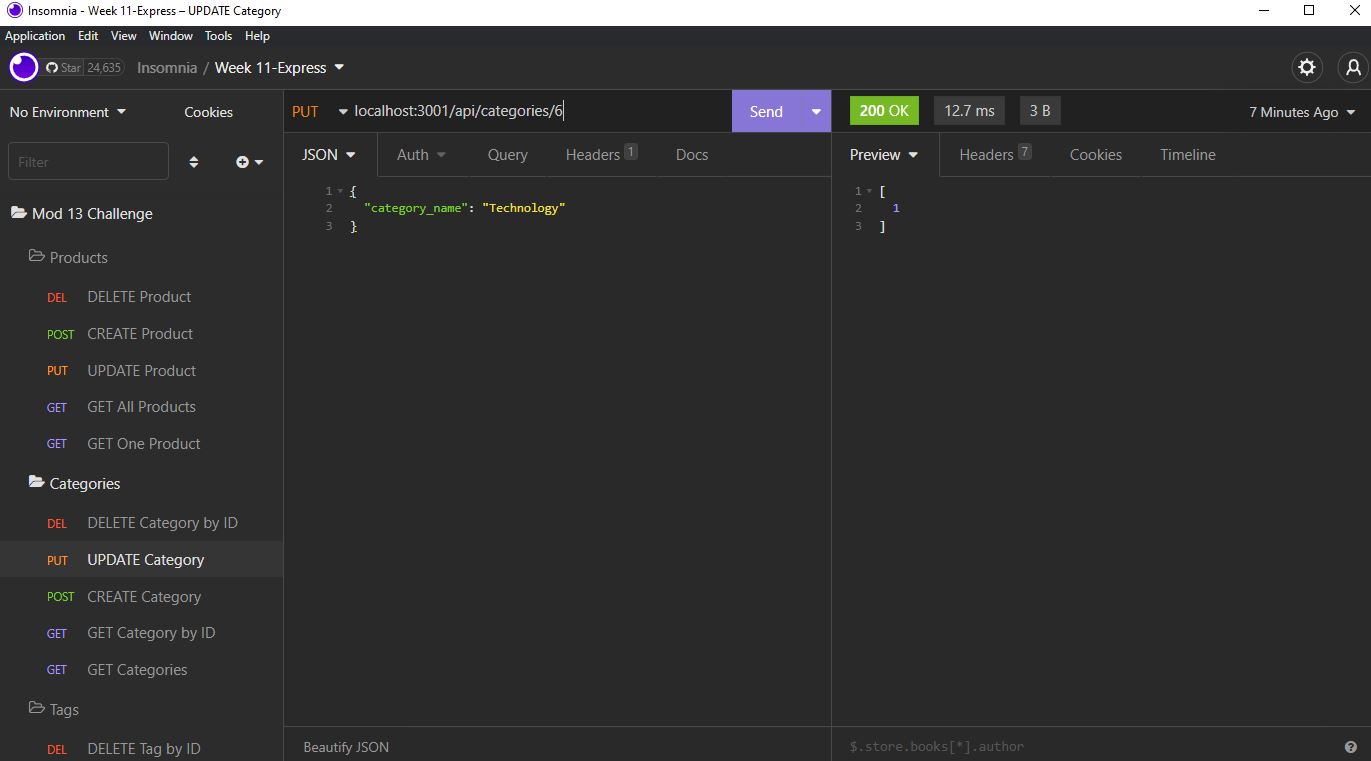 Insomnia - Week 11-Express – UPDATE Category
Application Edit View Window Tools Help
Star 24,635 Insomnia / Week 11-Express
No Environment Cookies
Filter
Mod 13 Challenge
Products
DEL DELETE Product
POST CREATE Product
PUT UPDATE Product
GET GET All Products
GET GET One Product
Categories
DEL DELETE Category by ID
PUT UPDATE Category
POST CREATE Category
GET GET Category by ID
GET GET Categories
Tags
DEL DELETE Tag by ID
PUT localhost:3001/api/categories/6 Send
JSON Auth Query Headers 1 Docs
1 {
2 "category_name": "Technology"
3 }
Beautify JSON
200 OK 12.7 ms 3 B 7 Minutes Ago
Preview Headers 7 Cookies Timeline
1 [
2 1
3 ]
$.store.books[*].author